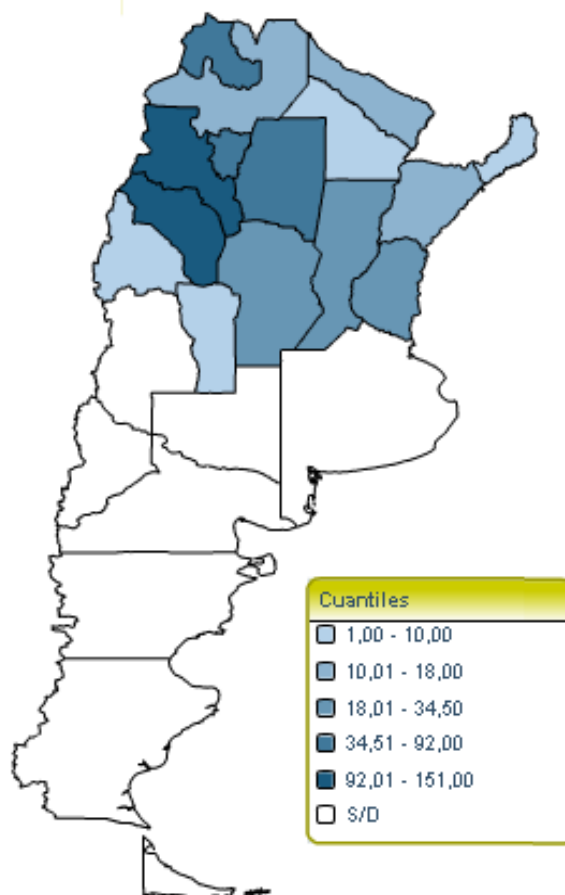 Cuantiles
1,00 - 10,00
10,01 - 18,00
18,01 - 34,50
34,51 - 92,00
92,01 - 151,00
S/D